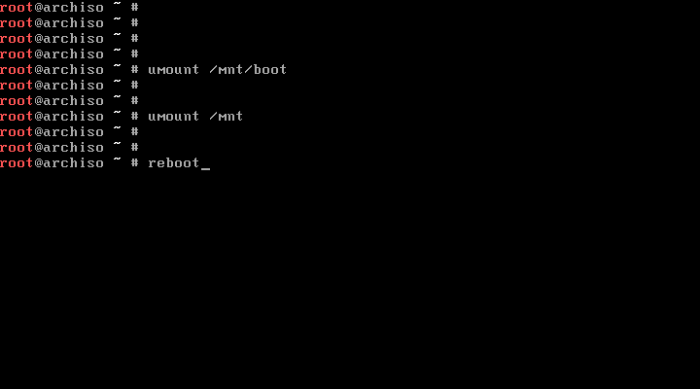 root@archiso ~ #
root@archiso ~ #
root@archiso ~ #
root@archiso ~ #
root@archiso ~ # umount /mnt/boot
root@archiso ~ #
root@archiso ~ #
root@archiso ~ # umount /mnt
root@archiso ~ #
root@archiso ~ #
root@archiso ~ # reboot_